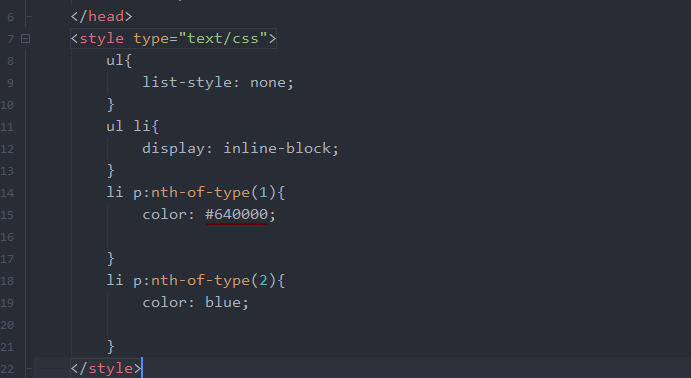 6 </head>
7 <style type="text/css">
8 ul{
9 list-style: none;
10 }
11 ul li{
12 display: inline-block;
13 }
14 li p:nth-of-type(1){
15 color: #640000;
16
17 }
18 li p:nth-of-type(2){
19 color: blue;
20
21 }
22 </style>